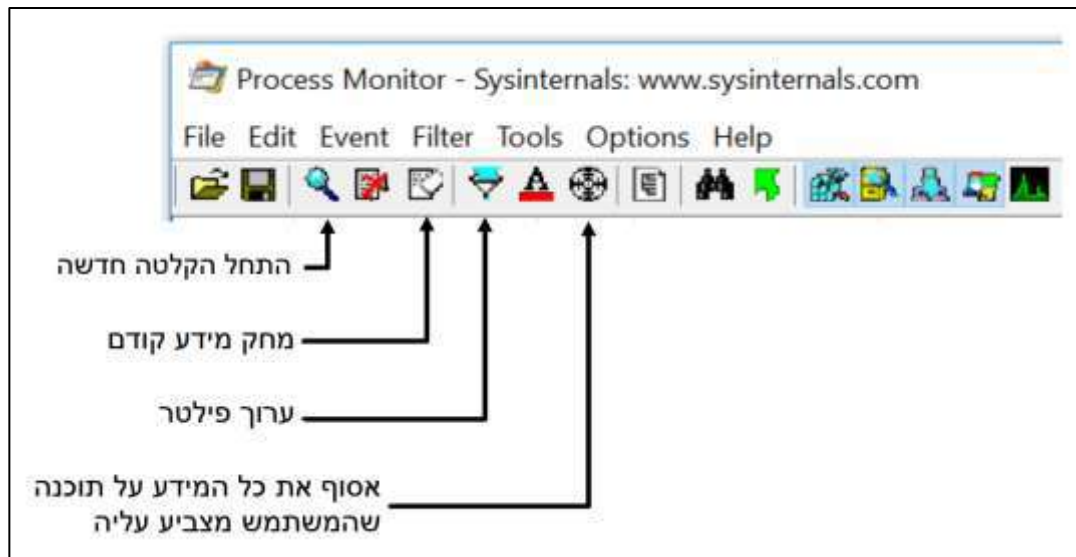 Process Monitor - Sysinternals: www.sysinternals.com
File Edit Event Filter Tools Options Help
התחל הקלטה חדשה
מחק מידע קודם
ערוך פילטר
אסוף את כל המידע על תוכנה
שהמשתמש מצביע עליה